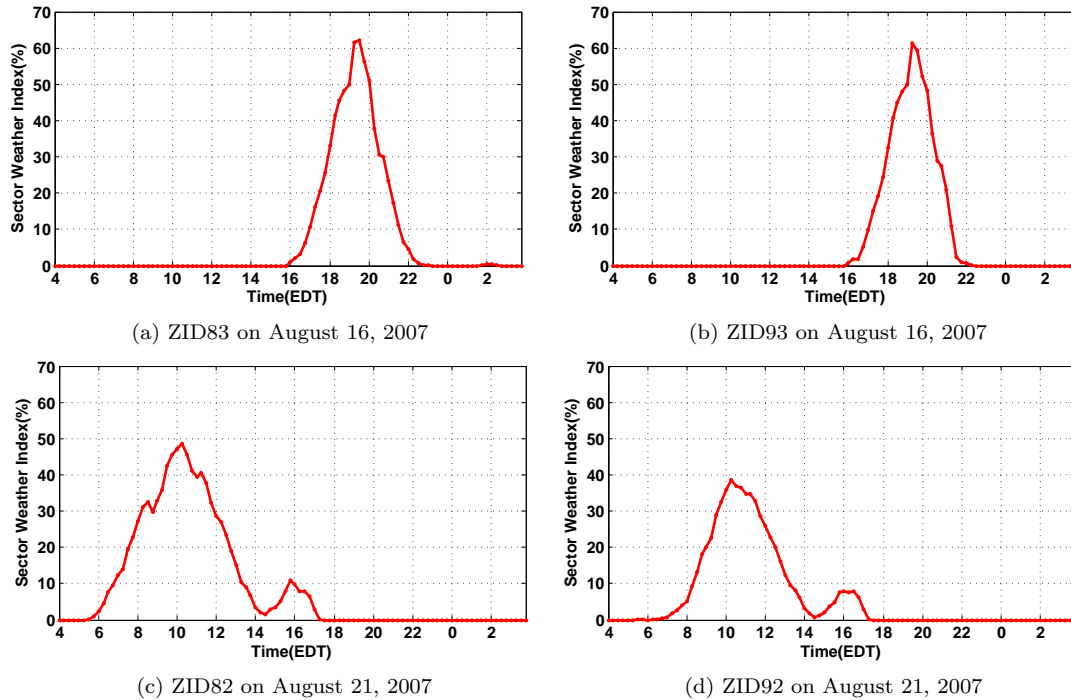 70
60
50
40
30
20
10
0
Sector Weather Index(%)
4 6 8 10 12 14 16 18 20 22 0 2
Time(EDT)
(a) ZID83 on August 16, 2007
70
60
50
40
30
20
10
0
Sector Weather Index(%)
4 6 8 10 12 14 16 18 20 22 0 2
Time(EDT)
(b) ZID93 on August 16, 2007
70
60
50
40
30
20
10
0
Sector Weather Index(%)
4 6 8 10 12 14 16 18 20 22 0 2
Time(EDT)
(c) ZID82 on August 21, 2007
70
60
50
40
30
20
10
0
Sector Weather Index(%)
4 6 8 10 12 14 16 18 20 22 0 2
Time(EDT)
(d) ZID92 on August 21, 2007